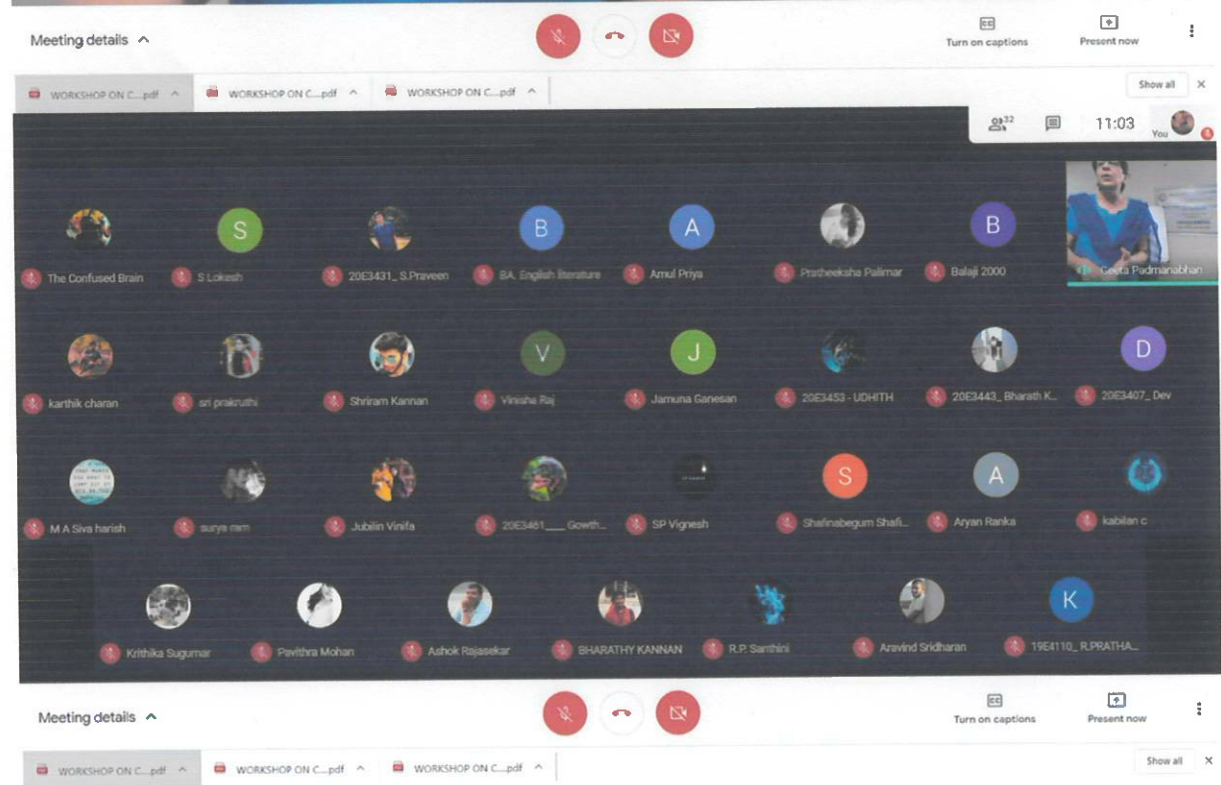 Meeting details
Turn on captions
Present now
WORKSHOP ON C....pdf
WORKSHOP ON C....pdf
WORKSHOP ON C....pdf
Show all
32
11:03
You
S
B
A
B
The Confused Brain
S Lokesh
20E3431_ S.Praveen
BA. English literature
Amul Priya
Pratheeksha Palimar
Balaji 2000
Geeta Padmanabhan
V
J
D
karthik charan
sri prakruthi
Shriram Kannan
Vinisha Raj
Jamuna Ganesan
20E3453 - UDHITH
20E3443_ Bharath K...
20E3407_ Dev
S
A
M A Siva harish
surya ram
Jubilin Vinifa
20E3461___ Gowth...
SP Vignesh
Shafinabegum Shafi...
Aryan Ranka
kabilan c
K
Krithika Sugumar
Pavithra Mohan
Ashok Rajasekar
BHARATHY KANNAN
R.P. Santhini
Aravind Sridharan
19E4110_ R.PRATHA...
Meeting details
Turn on captions
Present now
WORKSHOP ON C....pdf
WORKSHOP ON C....pdf
WORKSHOP ON C....pdf
Show all